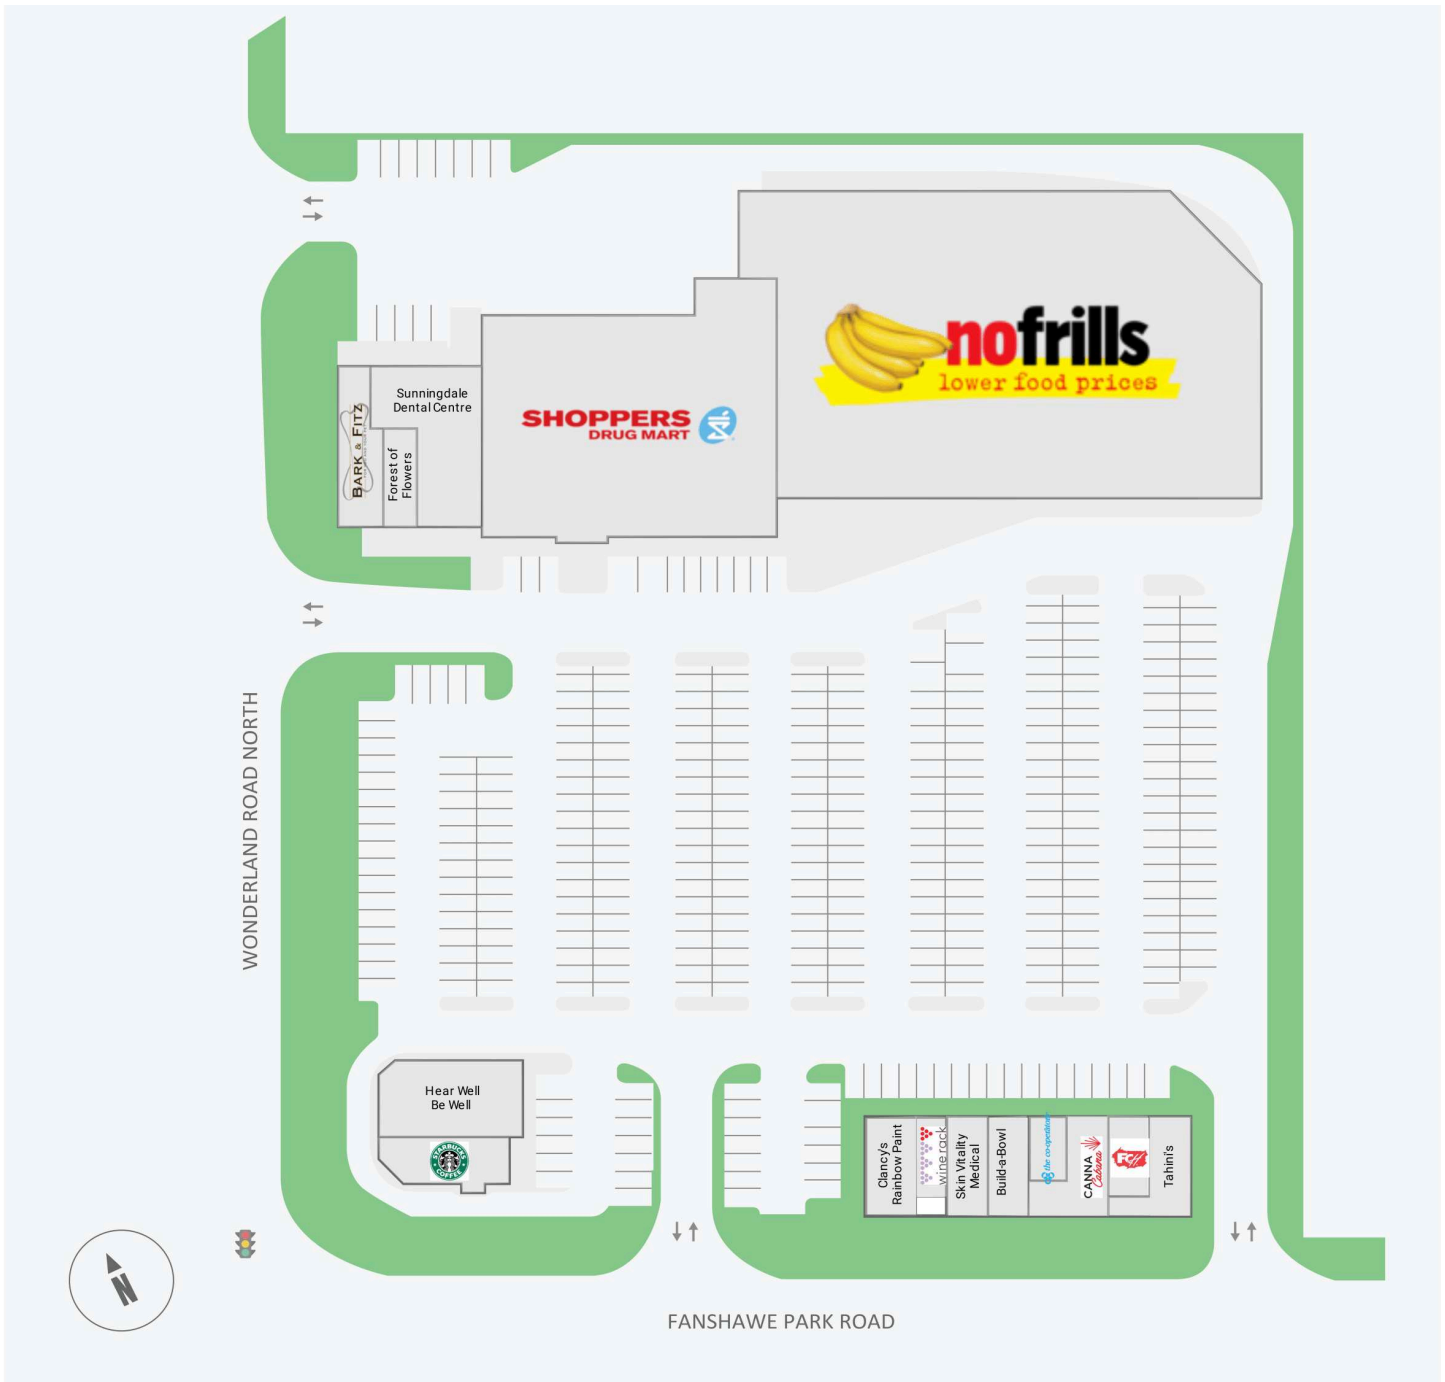 nofrills
lower food prices
Sunningdale
Dental Centre
SHOPPERS
DRUG MART
BARK & FITZ
Forest of
Flowers
WONDERLAND ROAD NORTH
Hear Well
Be Well
STARBUCKS
COFFEE
Clancy's
Rainbow Paint
wine rack
Skin Vitality
Medical
Build-a-Bowl
the co-operators
CANNA
Cabana
Tahini's
N
FANSHAWE PARK ROAD